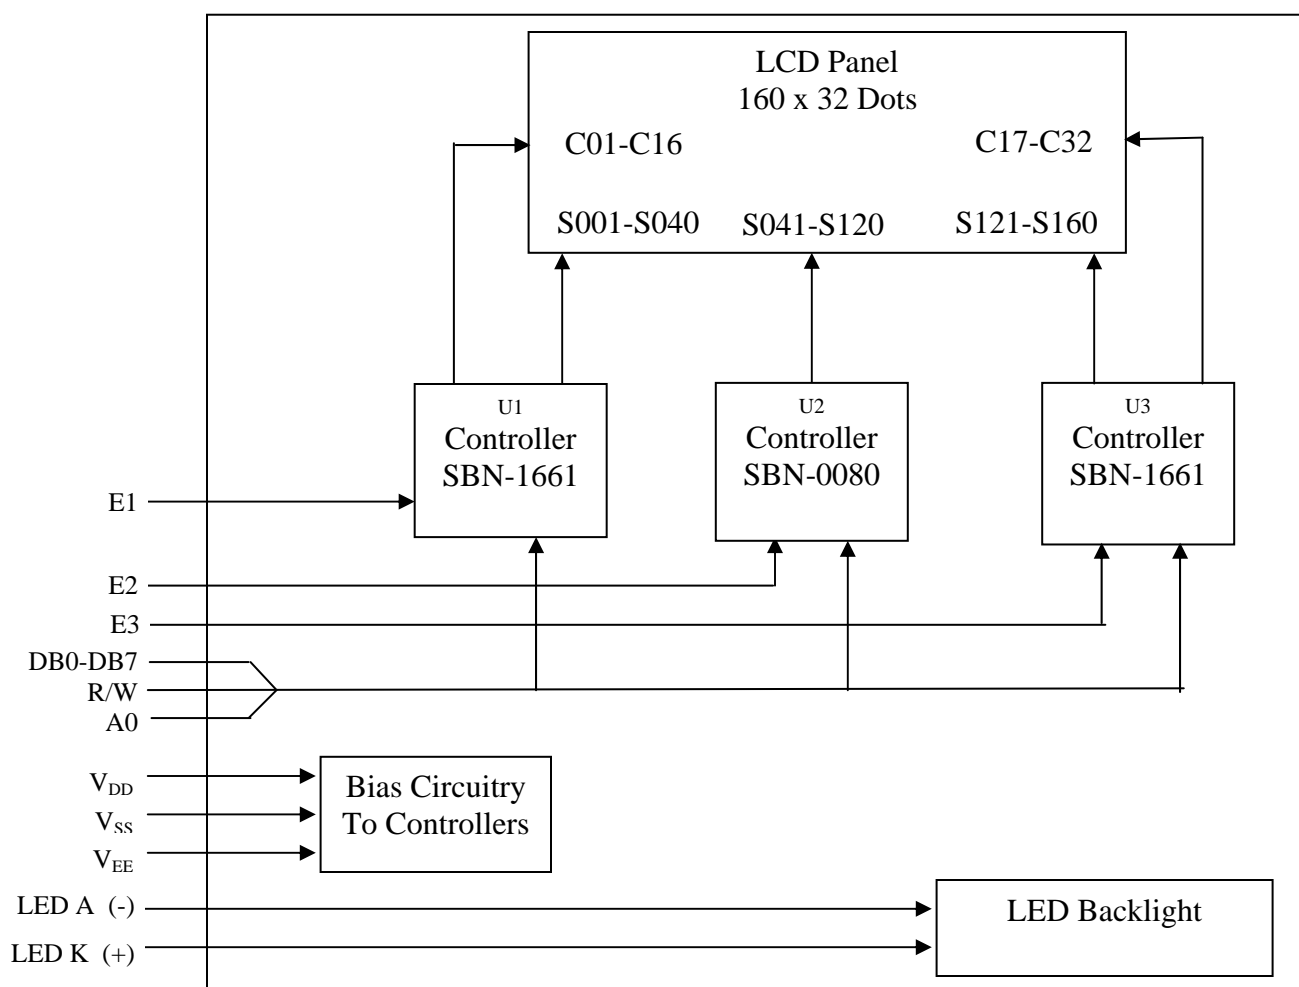 LCD Panel
160 x 32 Dots
C01-C16
C17-C32
S001-S040
S041-S120
S121-S160
U1
Controller
SBN-1661
U2
Controller
SBN-0080
U3
Controller
SBN-1661
E1
E2
E3
DB0-DB7
R/W
A0
VDD
VSS
VEE
Bias Circuitry
To Controllers
LED A (-)
LED K (+)
LED Backlight